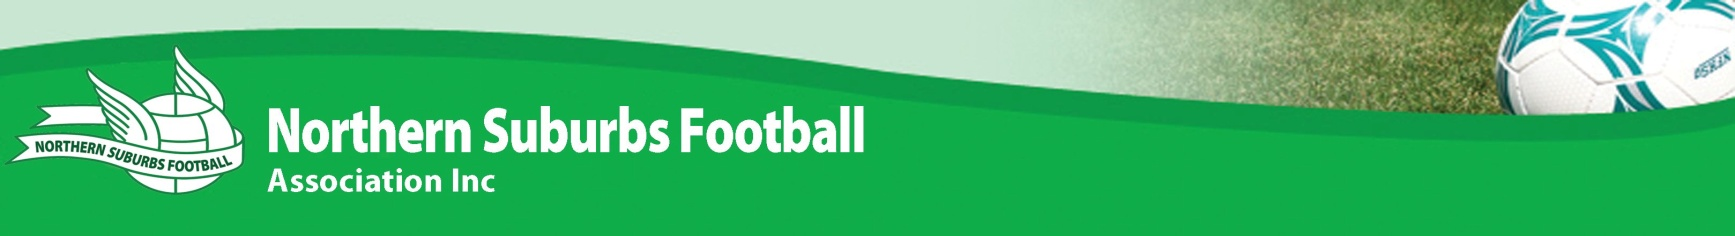 NORTHERN SUBURBS FOOTBALL
Northern Suburbs Football
Association Inc